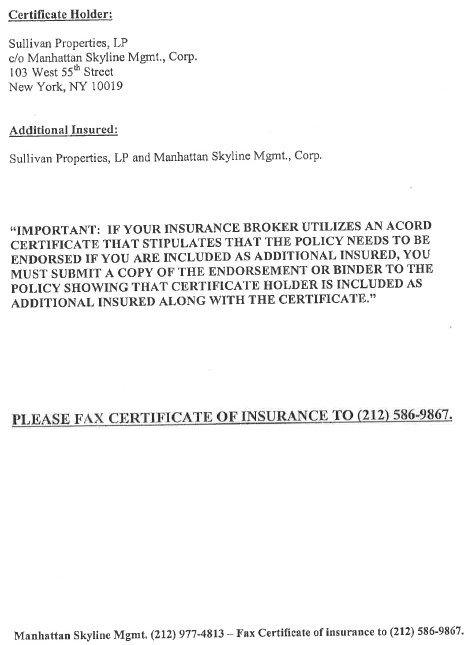 Certificate Holder:
Sullivan Properties, LP
c/o Manhattan Skyline Mgmt., Corp.
103 West 55th Street
New York, NY 10019
Additional Insured:
Sullivan Properties, LP and Manhattan Skyline Mgmt., Corp.
“IMPORTANT: IF YOUR INSURANCE BROKER UTILIZES AN ACORD
CERTIFICATE THAT STIPULATES THAT THE POLICY NEEDS TO BE
ENDORSED IF YOU ARE INCLUDED AS ADDITIONAL INSURED, YOU
MUST SUBMIT A COPY OF THE ENDORSEMENT OR BINDER TO THE
POLICY SHOWING THAT CERTIFICATE HOLDER IS INCLUDED AS
ADDITIONAL INSURED ALONG WITH THE CERTIFICATE.”
PLEASE FAX CERTIFICATE OF INSURANCE TO (212) 586-9867.
Manhattan Skyline Mgmt. (212) 977-4813 – Fax Certificate of insurance to (212) 586-9867.